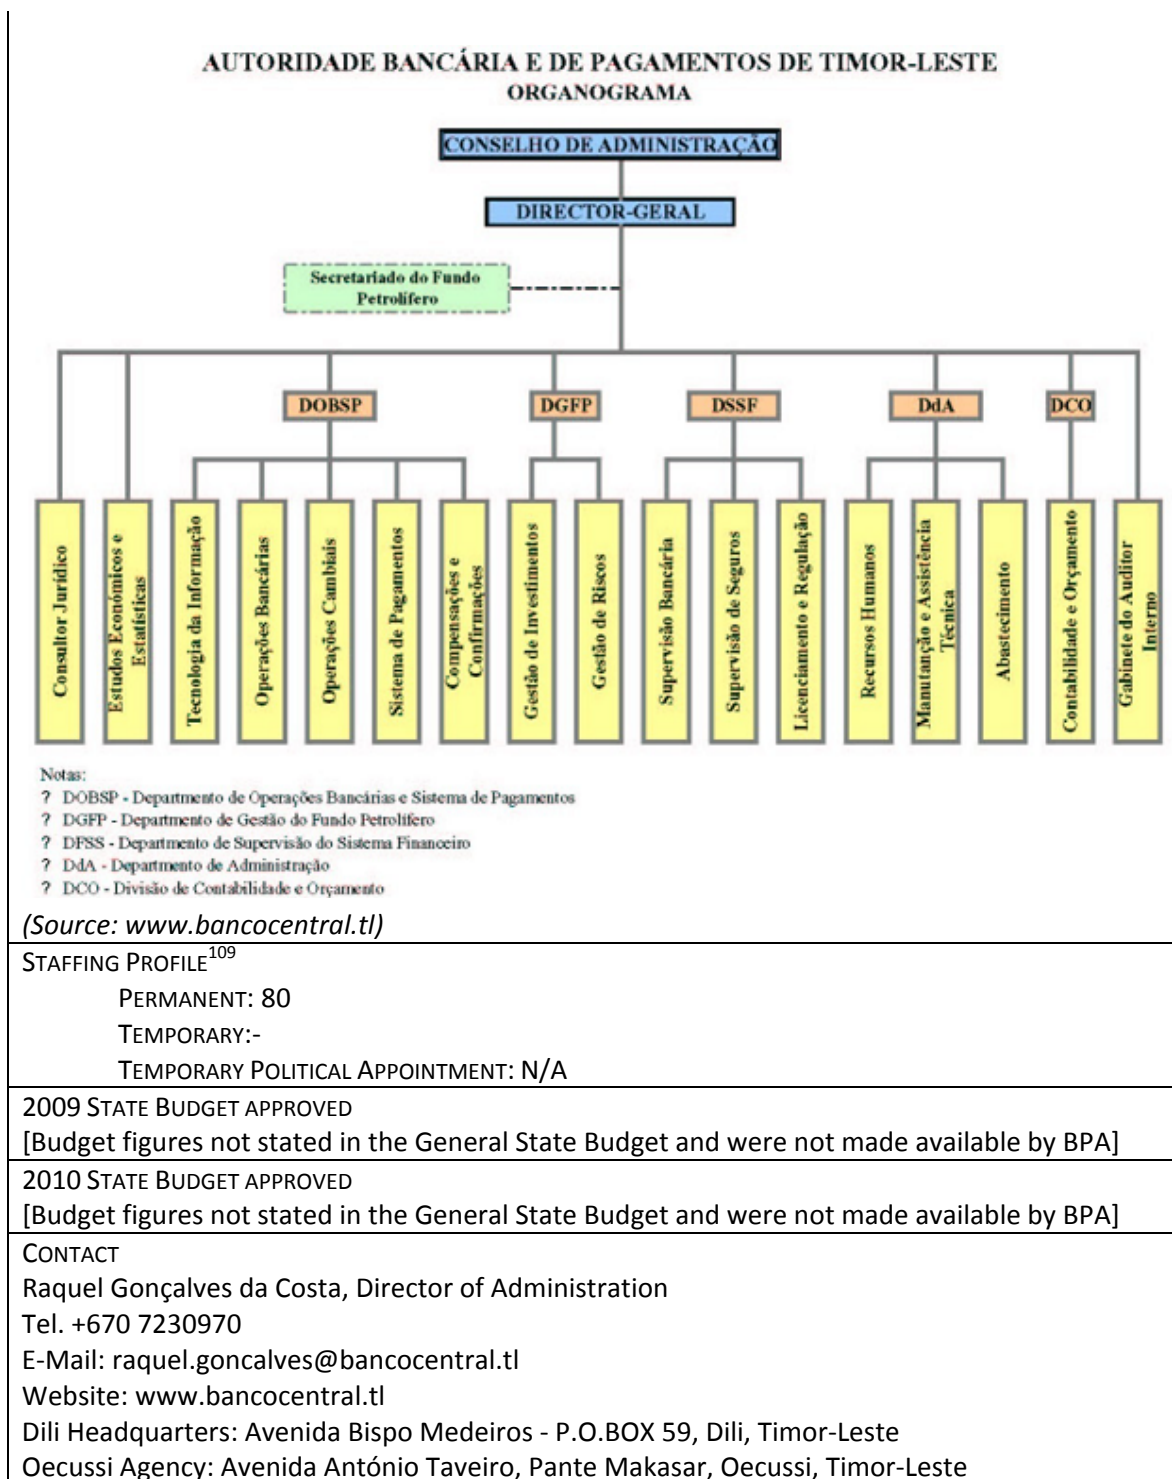 AUTORIDADE BANCÁRIA E DE PAGAMENTOS DE TIMOR-LESTE
ORGANOGRAMA
CONSELHO DE ADMINISTRAÇÃO
DIRECTOR-GERAL
Secretariado do Fundo
Petrolífero
DOBSP
DGFP
DSSF
DdA
DCO
Consultor Jurídico
Estudos Económicos e
Estatísticas
Tecnologia da Informação
Operações Bancárias
Operações Cambiais
Sistema de Pagamentos
Compensações e
Confirmações
Gestão de Investimentos
Gestão de Riscos
Supervisão Bancária
Supervisão de Seguros
Licenciamento e Regulação
Recursos Humanos
Manutanção e Assistência
Técnica
Abastecimento
Contabilidade e Orçamento
Gabinete do Auditor
Interno
Notas:
? DOBSP - Departmento de Operações Bancárias e Sistema de Pagamentos
? DGFP - Departmento de Gestão do Fundo Petrolífero
? DFSS - Departmento de Supervisão do Sistema Financeiro
? DdA - Departmento de Administração
? DCO - Divisão de Contabilidade e Orçamento
(Source: www.bancocentral.tl)
STAFFING PROFILE109
PERMANENT: 80
TEMPORARY:-
TEMPORARY POLITICAL APPOINTMENT: N/A
2009 STATE BUDGET APPROVED
[Budget figures not stated in the General State Budget and were not made available by BPA]
2010 STATE BUDGET APPROVED
[Budget figures not stated in the General State Budget and were not made available by BPA]
CONTACT
Raquel Gonçalves da Costa, Director of Administration
Tel. +670 7230970
E-Mail: raquel.goncalves@bancocentral.tl
Website: www.bancocentral.tl
Dili Headquarters: Avenida Bispo Medeiros - P.O.BOX 59, Dili, Timor-Leste
Oecussi Agency: Avenida António Taveiro, Pante Makasar, Oecussi, Timor-Leste